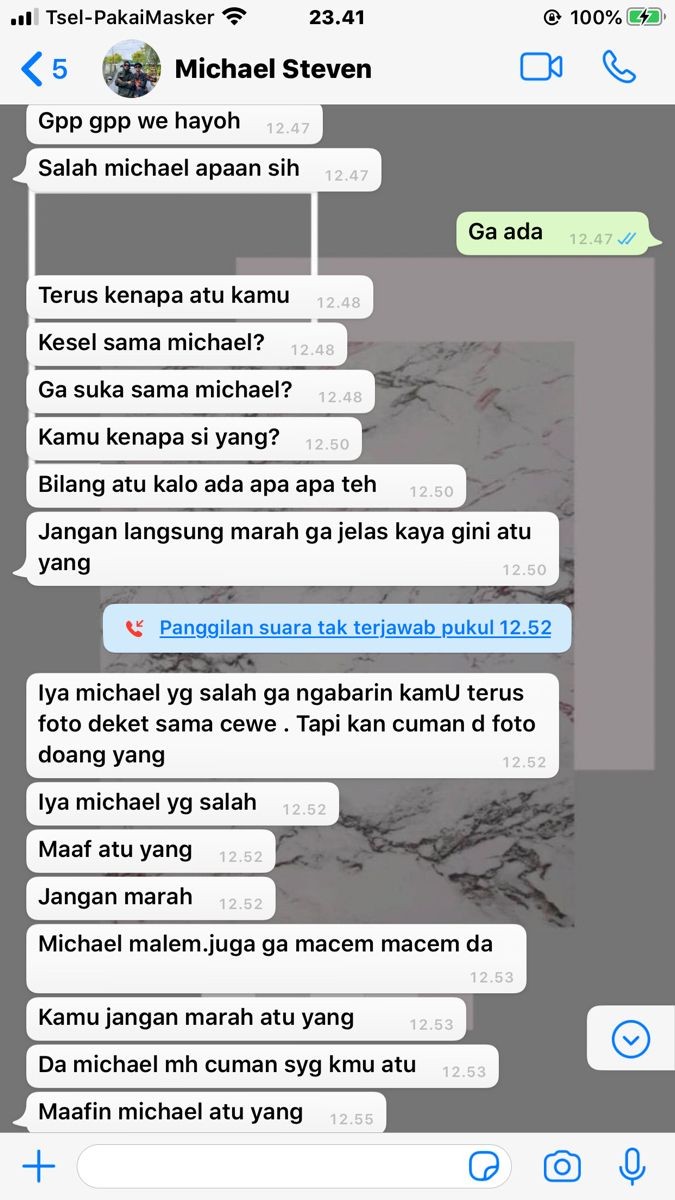 Tsel-PakaiMasker 23.41 100%
5 Michael Steven
Gpp gpp we hayoh 12.47
Salah michael apaan sih 12.47
Ga ada 12.47
Terus kenapa atu kamu 12.48
Kesel sama michael? 12.48
Ga suka sama michael? 12.48
Kamu kenapa si yang? 12.50
Bilang atu kalo ada apa apa teh 12.50
Jangan langsung marah ga jelas kaya gini atu
yang 12.50
Panggilan suara tak terjawab pukul 12.52
Iya michael yg salah ga ngabarin kamU terus
foto deket sama cewe . Tapi kan cuman d foto
doang yang 12.52
Iya michael yg salah 12.52
Maaf atu yang 12.52
Jangan marah 12.52
Michael malem.juga ga macem macem da
12.53
Kamu jangan marah atu yang 12.53
Da michael mh cuman syg kmu atu 12.53
Maafin michael atu yang 12.55